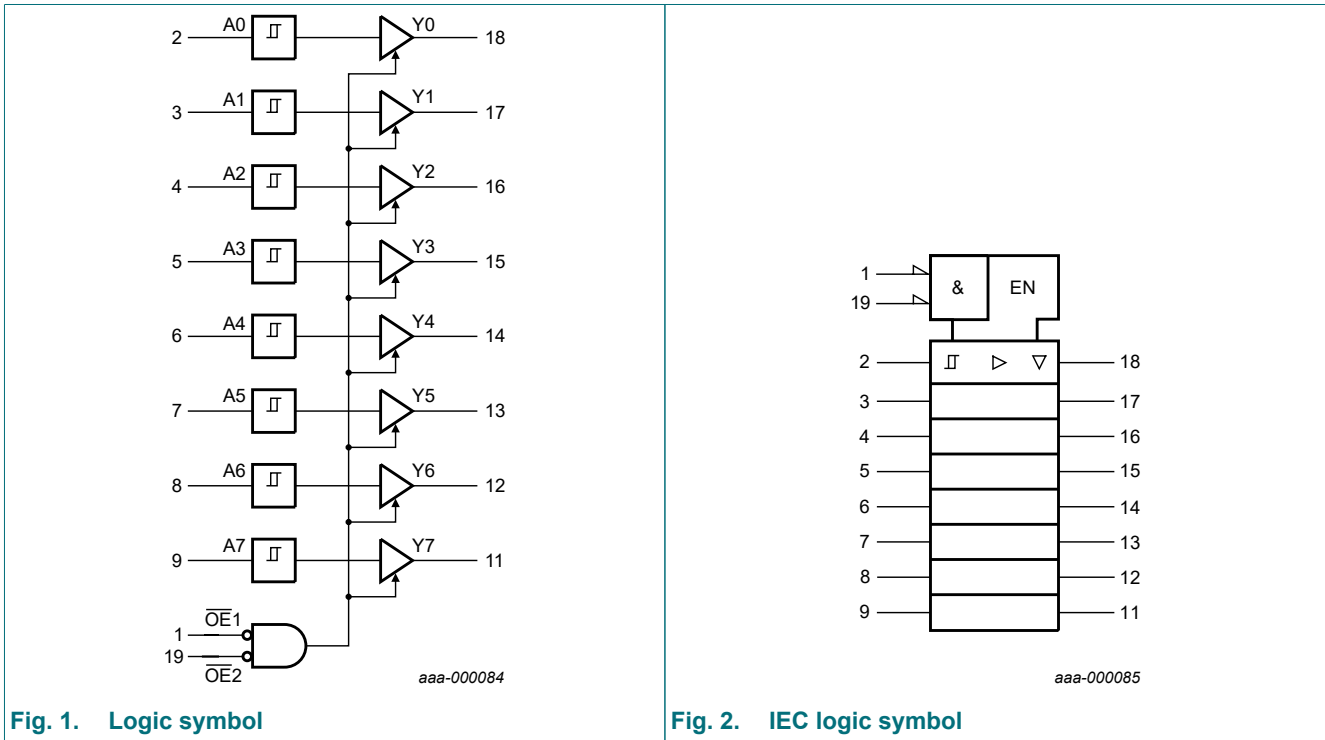 A0
Y0
2
18
A1
Y1
3
17
A2
Y2
4
16
A3
Y3
5
15
A4
Y4
6
14
A5
Y5
7
13
A6
Y6
8
12
A7
Y7
9
11
OE1
1
19
OE2
aaa-000084
Fig. 1. Logic symbol
1
& EN
19
2 18
3 17
4 16
5 15
6 14
7 13
8 12
9 11
aaa-000085
Fig. 2. IEC logic symbol